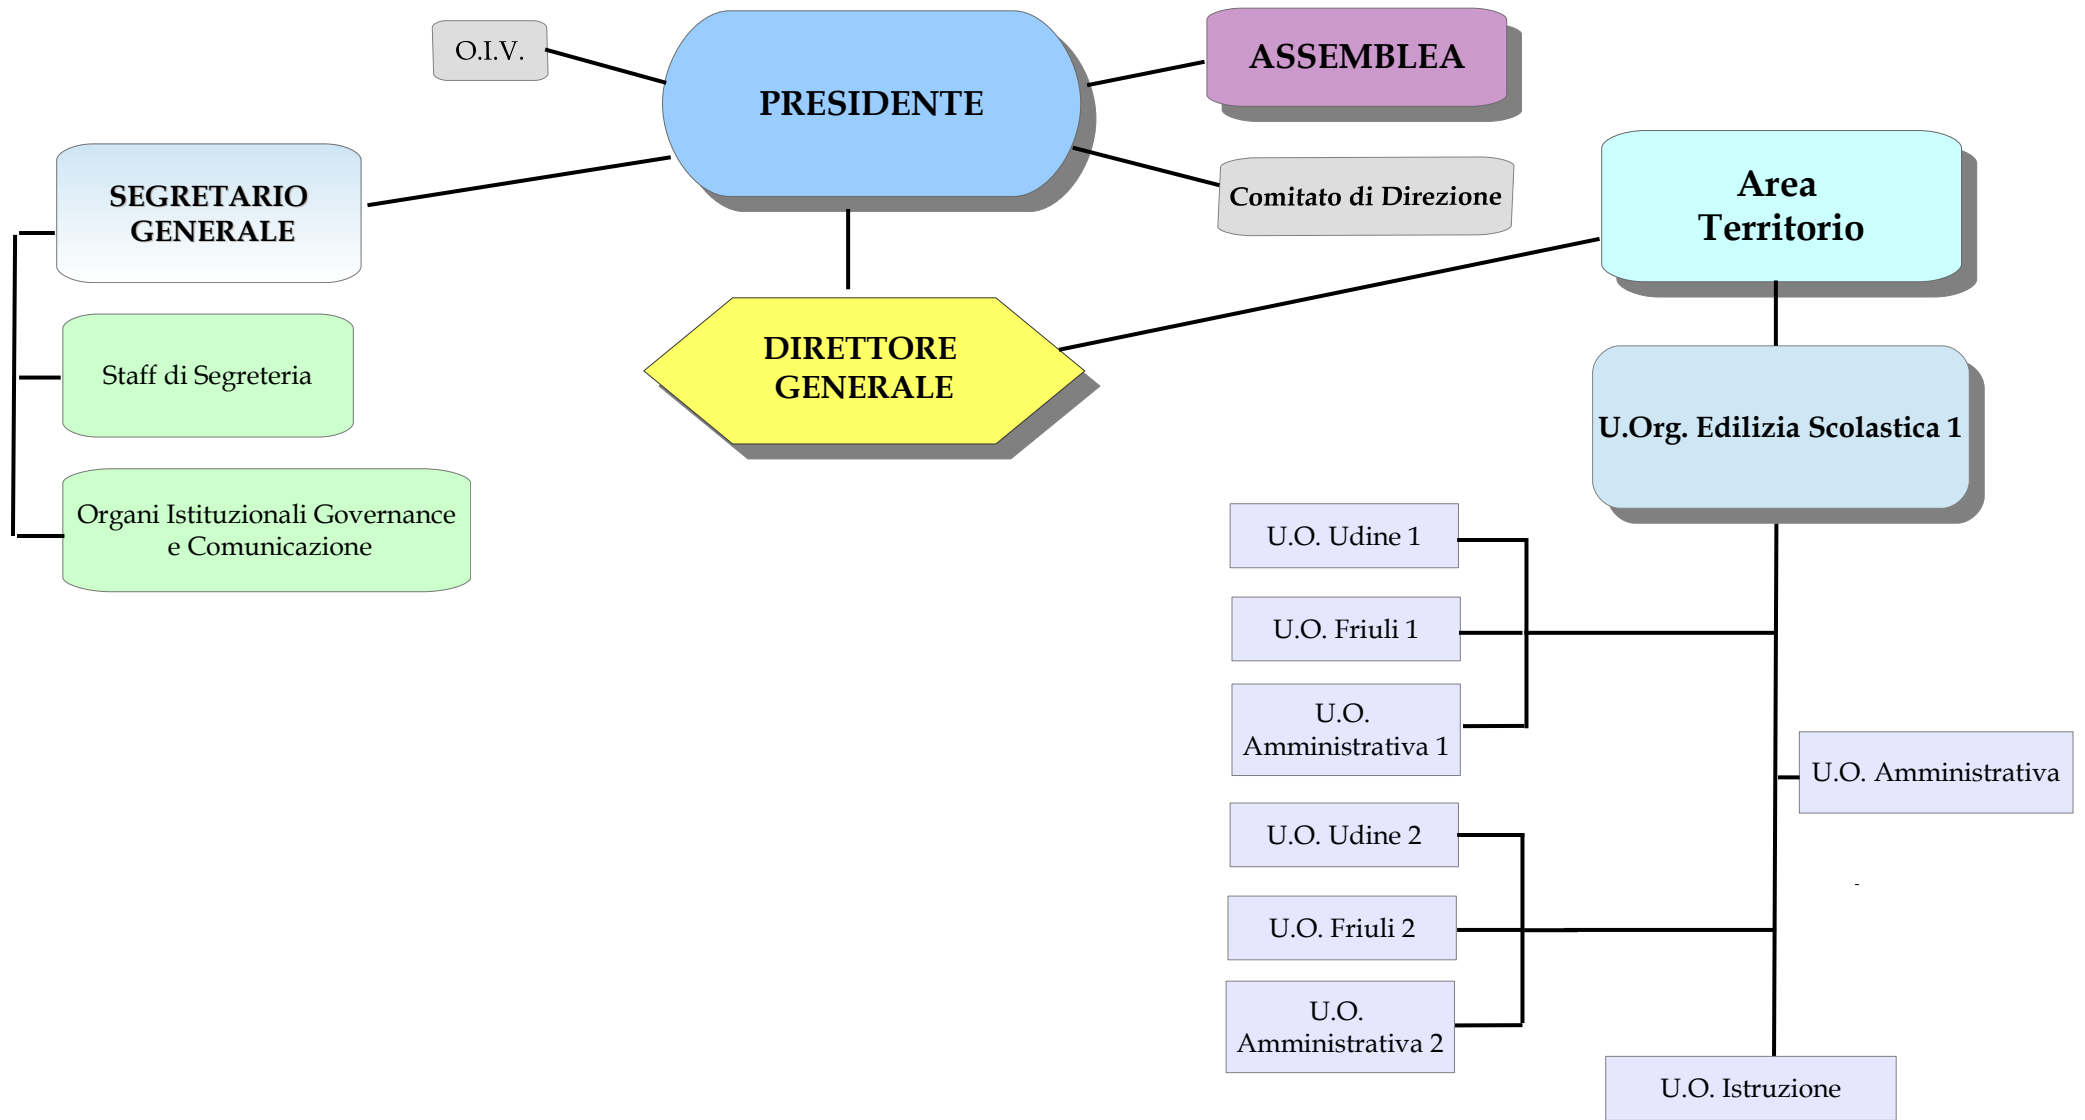 O.I.V.
PRESIDENTE
ASSEMBLEA
Comitato di Direzione
SEGRETARIO
GENERALE
Area
Territorio
DIRETTORE
GENERALE
Staff di Segreteria
U.Org. Edilizia Scolastica 1
Organi Istituzionali Governance
e Comunicazione
U.O. Udine 1
U.O. Friuli 1
U.O.
Amministrativa 1
U.O. Amministrativa
U.O. Udine 2
-
U.O. Friuli 2
U.O.
Amministrativa 2
U.O. Istruzione